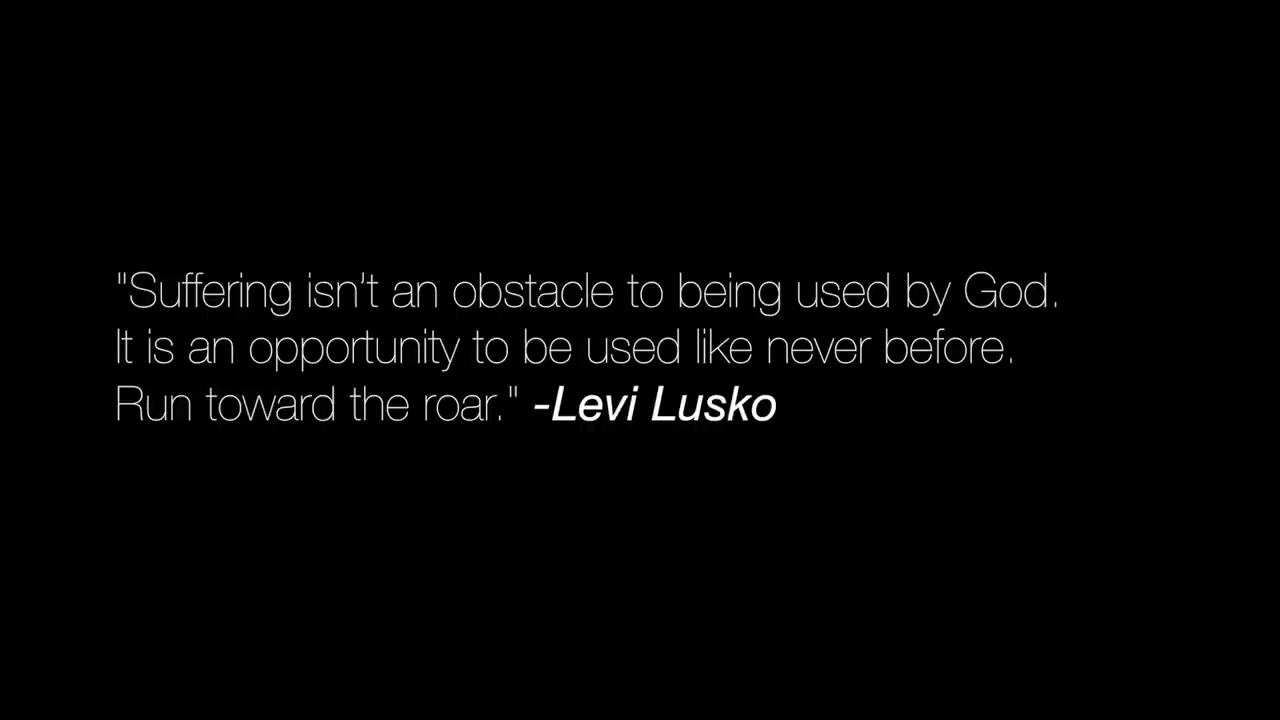 "Suffering isn't an obstacle to being used by God.
It is an opportunity to be used like never before.
Run toward the roar." -Levi Lusko